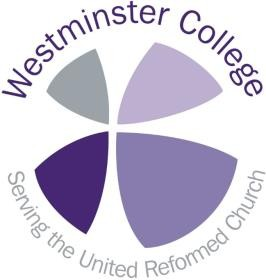 Westminster College
Serving the United Reformed Church